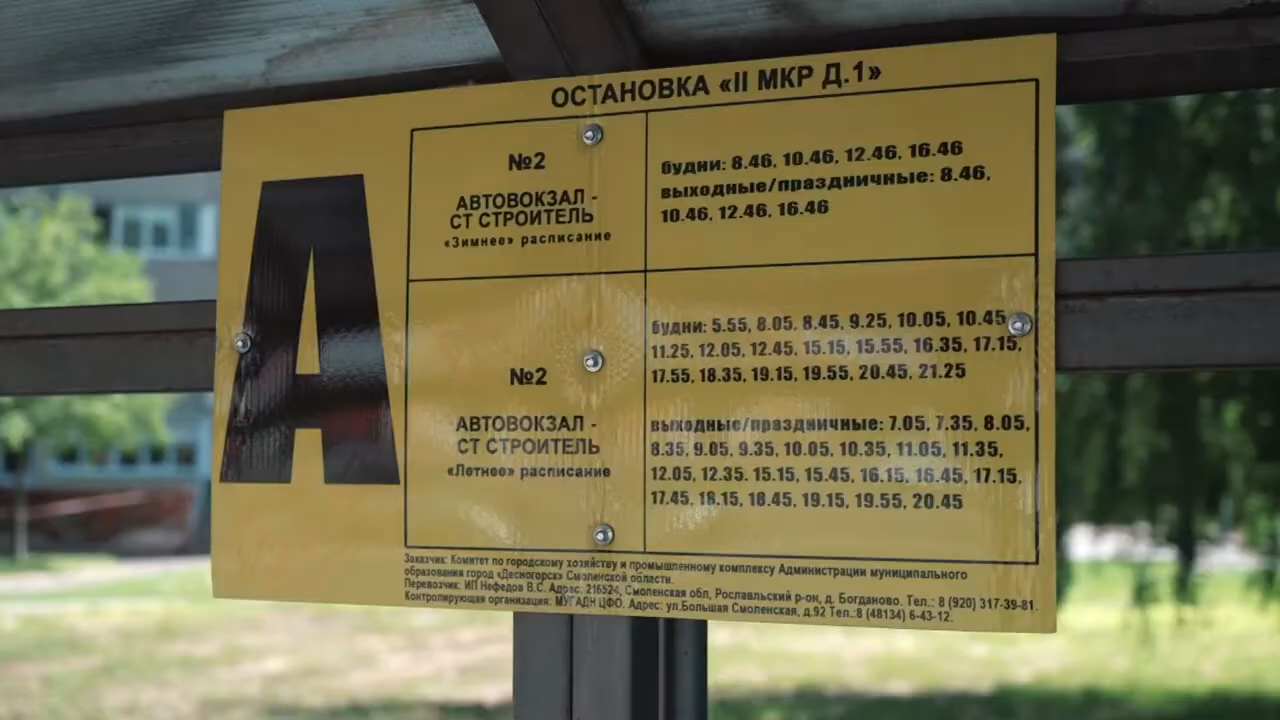 ОСТАНОВКА «II МКР Д.1»
А
№2
АВТОВОКЗАЛ -
СТ СТРОИТЕЛЬ
«Зимнее» расписание
будни: 8.46, 10.46, 12.46, 16.46
выходные/праздничные: 8.46,
10.46, 12.46, 16.46
№2
АВТОВОКЗАЛ -
СТ СТРОИТЕЛЬ
«Летнее» расписание
будни: 5.55, 8.05, 8.45, 9.25, 10.05, 10.45
11.25, 12.05, 12.45, 15.15, 15.55, 16.35, 17.15,
17.55, 18.35, 19.15, 19.55, 20.45, 21.25
выходные/праздничные: 7.05, 7.35, 8.05,
8.35, 9.05, 9.35, 10.05, 10.35, 11.05, 11.35,
12.05, 12.35. 15.15, 15.45, 16.15, 16.45, 17.15,
17.45, 18.15, 18.45, 19.15, 19.55, 20.45
Заказчик: Комитет по городскому хозяйству и промышленному комплексу Администрации муниципального
образования город «Десногорск» Смоленской области.
Перевозчик: ИП Нефедов В.С. Адрес: 216524, Смоленская обл, Рославльский р-он, д. Богданово. Тел.: 8 (920) 317-39-81.
Контролирующая организация: МУГАДН ЦФО. Адрес: ул.Большая Смоленская, д.92 Тел.:8 (48134) 6-43-12.